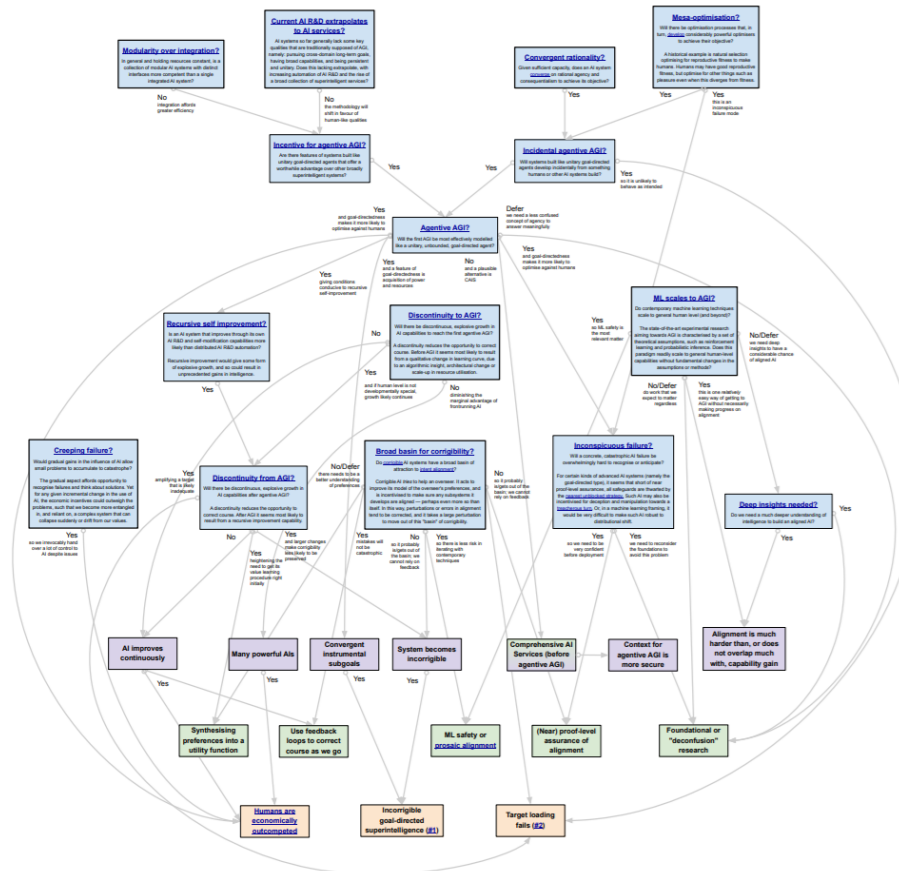 Modularity over integration?
In general and holding resources constant, is a
collection of modular AI systems with distinct
interfaces more competent than a single
integrated AI system?
Current AI R&D extrapolates
to AI services?
AI systems so far generally lack some key
qualities that are traditionally supposed of AGI,
namely: pursuing cross-domain long-term goals,
having broad capabilities, and being persistent
and unitary. Does this lacking extrapolate, with
increasing automation of AI R&D and the rise of
a broad collection of superintelligent services?
Convergent rationality?
Given sufficient capacity, does an AI system
converge on rational agency and
consequentialism to achieve its objective?
Mesa-optimisation?
Will there be optimisation processes that, in
turn, develop considerably powerful optimisers
to achieve their objective?
A historical example is natural selection
optimising for reproductive fitness to make
humans. Humans may have good reproductive
fitness, but optimise for other things such as
pleasure even when this diverges from fitness.
No
integration affords
greater efficiency
No
the methodology will
shift in favour of
human-like qualities
Yes
Yes
Yes
this is an
inconspicuous
failure mode
Incentive for agentive AGI?
Are there features of systems built like
unitary goal-directed agents that offer a
worthwhile advantage over other broadly
superintelligent systems?
Yes
Yes
Incidental agentive AGI?
Will systems built like unitary goal-directed
agents develop incidentally from something
humans or other AI systems build?
Yes
so it is unlikely to
behave as intended
Yes
and goal-directedness
makes it more likely to
optimise against humans
Agentive AGI?
Will the first AGI be most effectively modelled
like a unitary, unbounded, goal-directed agent?
Defer
we need a less confused
concept of agency to
answer meaningfully
Yes
giving conditions
conducive to recursive
self-improvement
Yes
and a feature of
goal-directedness is
acquisition of power
and resources
No
and a plausible
alternative is
CAIS
Yes
and goal-directedness
makes it more likely to
optimise against humans
Recursive self improvement?
Is an AI system that improves through its own AI
R&D and self-modification capabilities more
likely than distributed AI R&D automation?
Recursive improvement would give some form
of explosive growth, and so could result in
unprecedented gains in intelligence.
No
Discontinuity to AGI?
Will there be discontinuous, explosive growth
in AI capabilities to reach the first agentive AGI?
A discontinuity reduces the opportunity to
correct course. Before AGI it seems most likely to
result from a qualitative change in learning curve, due
to an algorithmic insight, architectural change or
scale-up in resource utilisation.
Yes
so ML safety is the
most relevant
matter
ML scales to AGI?
Do contemporary machine learning techniques
scale to general human level (and beyond)?
The state-of-the-art experimental research
aiming towards AGI is characterised by a set of
theoretical assumptions, such as reinforcement
learning and probabilistic inference. Does this
paradigm readily scale to general human-level
capabilities without fundamental changes in the
assumptions or methods?
No/Defer
we need deep
insights to have a
considerable chance
of aligned AI
Yes
Yes
and if human-level is not
developmentally special,
growth likely continues
No
diminishing the
marginal advantage of
frontrunning AI
No/Defer
do work that we
expect to matter
regardless
Yes
this is one relatively
easy way of getting to
AGI without necessarily
making progress on
alignment
Creeping failure?
Would gradual gains in the influence of AI allow
small problems to accumulate to catastrophe?
The gradual aspect affords opportunity to
recognise failures and think about solutions. Yet
for any given incremental change in the use of
AI, the economic incentives could outweigh the
problems, such that we become more entangled
in, and reliant on, a complex system that can
collapse suddenly or drift from our values.
Yes
amplifying a target
that is likely
inadequate
Discontinuity from AGI?
Will there be discontinuous, explosive growth
in AI capabilities after agentive AGI?
A discontinuity reduces the opportunity to
correct course. After AGI it seems most likely to
result from a recursive improvement capability.
No/Defer
there needs to be a
better understanding
of preferences
Broad basin for corrigibility?
Do corrigible AI systems have a broad basin of
attraction to intent alignment?
Corrigible AI tries to help an overseer. It acts to
improve its model of the overseer's preferences, and
is incentivised to make sure any subsystems it
develops are aligned — perhaps even more so than
itself. In this way, perturbations or errors in alignment
tend to be corrected, and it takes a large perturbation
to move out of this "basin" of corrigibility.
No
so it probably
targets out of the
basin; we cannot
rely on feedback
Inconspicuous failure?
Will a concrete, catastrophic AI failure be
overwhelmingly hard to recognise or anticipate?
For certain kinds of advanced AI systems (namely the
goal-directed type), it seems that short of near
proof-level assurances, all safeguards are thwarted by
the nearest unblocked strategy. Such AI may also be
incentivised for deception and manipulation towards a
treacherous turn. Or, in a machine learning framing, it
would be very difficult to make such AI robust to
distributional shift.
Deep insights needed?
Do we need a much deeper understanding of
intelligence to build an aligned AI?
Yes
Yes
so we irrevocably hand
over a lot of control to
AI despite issues
No
Yes
heightening the
need to get its
value learning
procedure right
initially
Yes
and larger changes
make corrigibility
less likely to be
preserved
Yes
mistakes will
not be
catastrophic
No
so it probably
targets out of
the basin; we
cannot rely on
feedback
Yes
so there is less risk in
iterating with
contemporary
techniques
Yes
so we need to be
very confident
before deployment
Yes
we need to reconsider
the foundations to
avoid this problem
Yes
AI improves
continuously
Many powerful AIs
Convergent
instrumental
subgoals
System becomes
incorrigible
Comprehensive AI
Services (before
agentive AGI)
Context for
agentive AGI is
more secure
Alignment is much
harder than, or does
not overlap much
with, capability gain
Yes
Yes
Yes
Yes
Synthesising
preferences into a
utility function
Use feedback
loops to correct
course as we go
ML safety or
prosaic alignment
(Near) proof-level
assurance of
alignment
Foundational or
"deconfusion"
research
Humans are
economically
outcompeted
Incorrigible
goal-directed
superintelligence (#1)
Target loading
fails (#2)